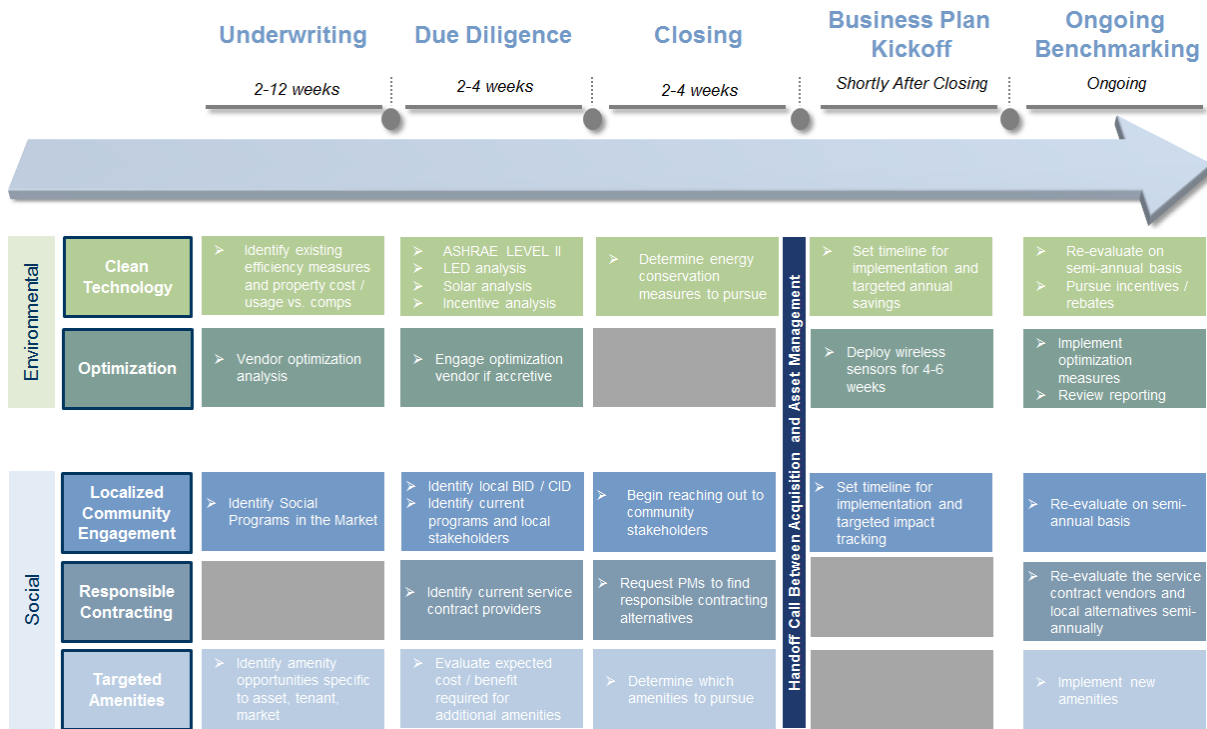 Underwriting
Due Diligence
Closing
Business Plan
Kickoff
Ongoing
Benchmarking
2-12 weeks
2-4 weeks
2-4 weeks
Shortly After Closing
Ongoing
Environmental
Clean
Technology
➢ Identify existing
efficiency measures
and property cost /
usage vs. comps
➢ ASHRAE LEVEL II
➢ LED analysis
➢ Solar analysis
➢ Incentive analysis
➢ Determine energy
conservation
measures to pursue
➢ Set timeline for
implementation and
targeted annual
savings
➢ Re-evaluate on
semi-annual basis
➢ Pursue incentives /
rebates
Optimization
➢ Vendor optimization
analysis
➢ Engage optimization
vendor if accretive
➢ Deploy wireless
sensors for 4-6
weeks
➢ Implement
optimization
measures
➢ Review reporting
Handoff Call Between Acquisition and Asset Management
Social
Localized
Community
Engagement
➢ Identify Social
Programs in the Market
➢ Identify local BID / CID
➢ Identify current
programs and local
stakeholders
➢ Begin reaching out to
community
stakeholders
➢ Set timeline for
implementation and
targeted impact
tracking
➢ Re-evaluate on semi-
annual basis
Responsible
Contracting
➢ Identify current service
contract providers
➢ Request PMs to find
responsible contracting
alternatives
➢ Re-evaluate the service
contract vendors and
local alternatives semi-
annually
Targeted
Amenities
➢ Identify amenity
opportunities specific
to asset, tenant,
market
➢ Evaluate expected
cost / benefit
required for
additional amenities
➢ Determine which
amenities to pursue
➢ Implement new
amenities